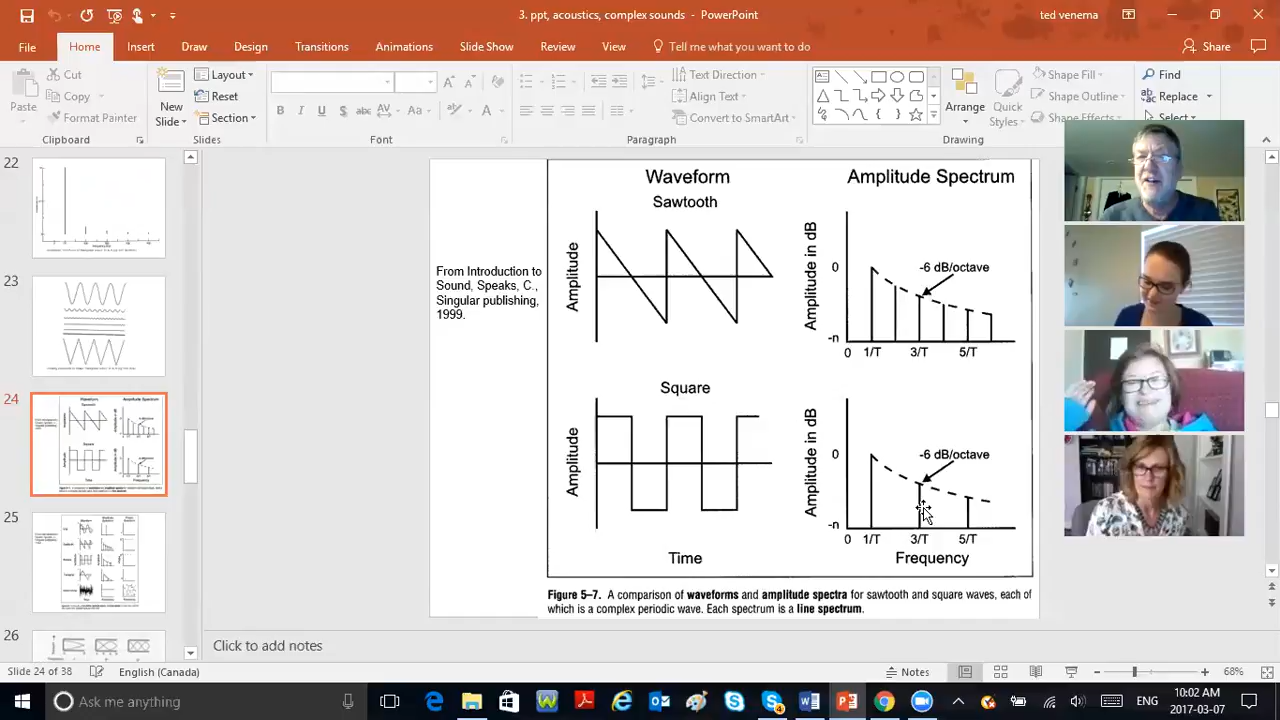 3. ppt, acoustics, complex sounds - PowerPoint
ted venema
File Home Insert Draw Design Transitions Animations Slide Show Review View Tell me what you want to do Share
Paste
Cut
Copy
Format Painter
Clipboard
New Slide
Layout
Reset
Section
Slides
B I U S abc AV Aa A
Font
Text Direction
Align Text
Convert to SmartArt
Paragraph
Arrange
Quick Styles
Shape Fill
Shape Outline
Shape Effects
Drawing
Find
Replace
Select
22
23
24
25
26
From Introduction to
Sound, Speaks, C.,
Singular publishing,
1999.
Waveform Amplitude Spectrum
Sawtooth
Amplitude
Amplitude in dB
0
-n
-6 dB/octave
0 1/T 3/T 5/T
Square
Amplitude
Amplitude in dB
0
-n
-6 dB/octave
0 1/T 3/T 5/T
Time Frequency
Figure 5–7. A comparison of waveforms and amplitude spectra for sawtooth and square waves, each of
which is a complex periodic wave. Each spectrum is a line spectrum.
Click to add notes
Slide 24 of 38 English (Canada) Notes 68%
Ask me anything
ENG
10:02 AM
2017-03-07